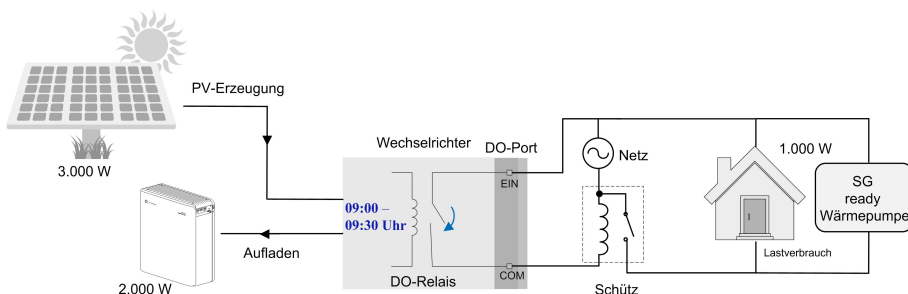 PV-Erzeugung
3.000 W
Wechselrichter
DO-Port
EIN
Netz
1.000 W
SG
ready
Wärmepumpe
09:00 –
09:30 Uhr
Aufladen
DO-Relais
COM
Schütz
Lastverbrauch
2.000 W